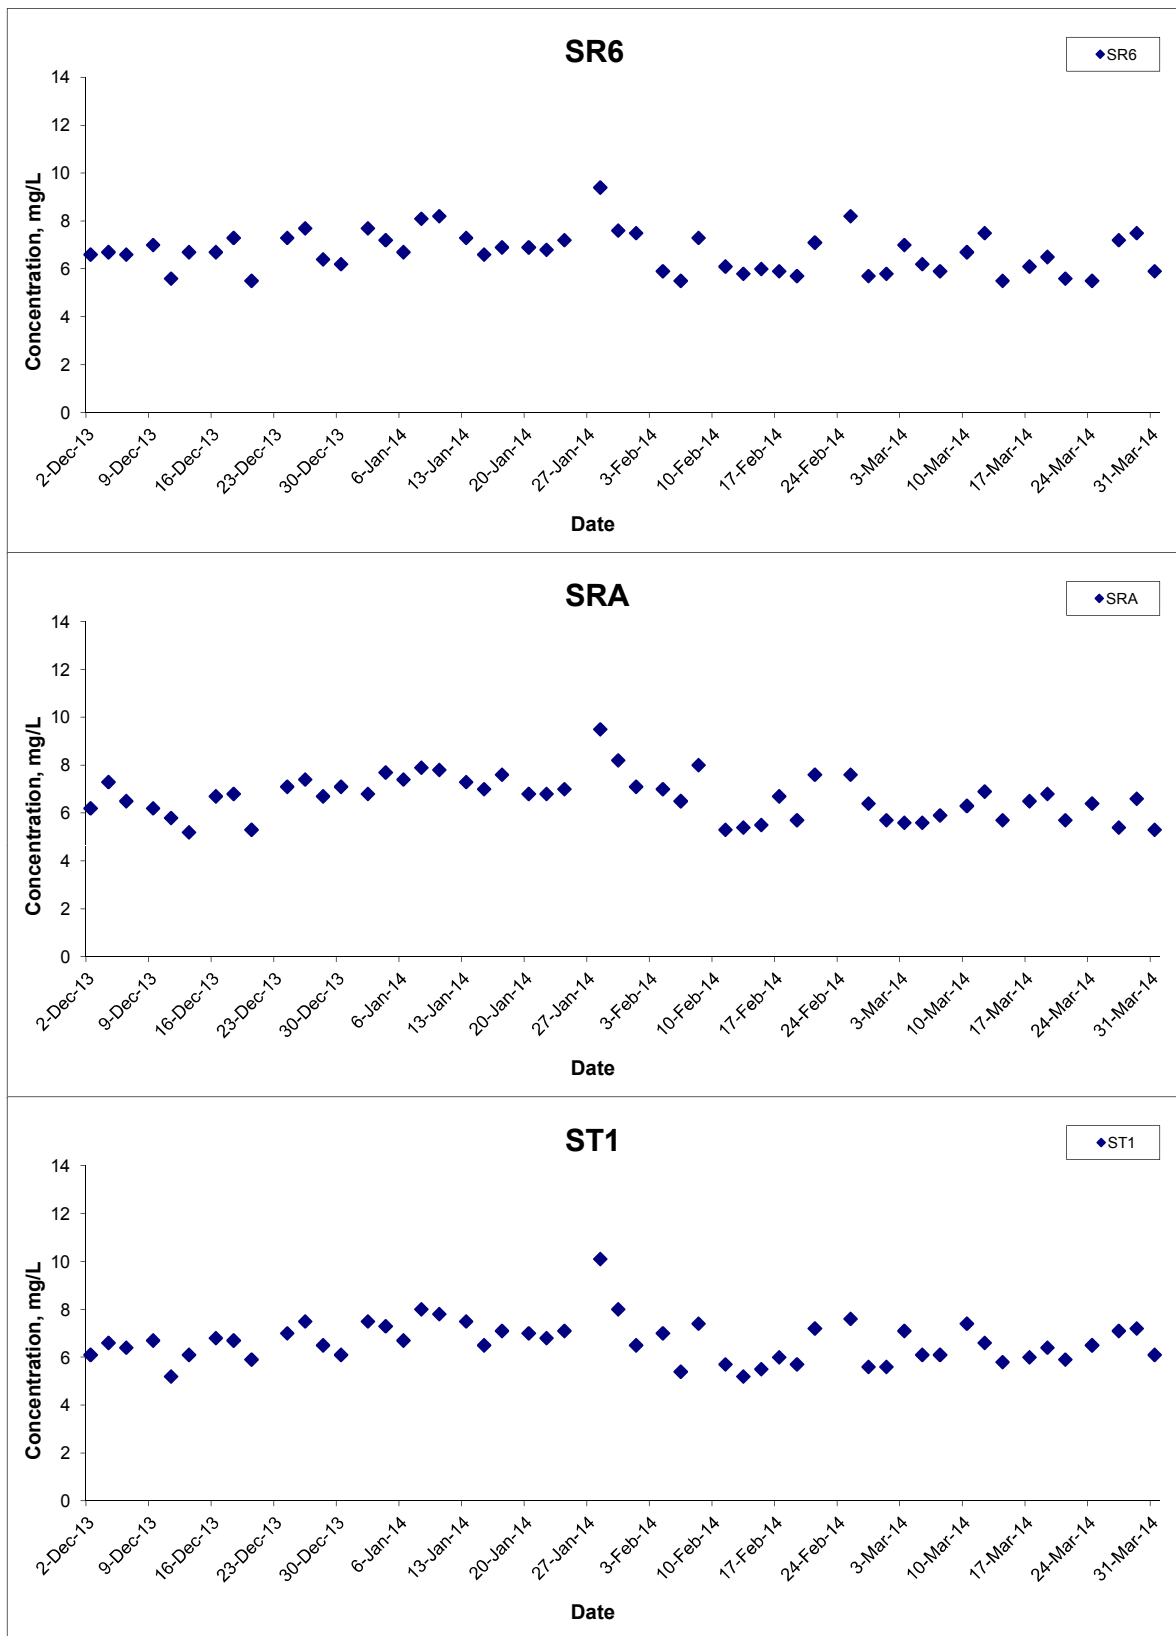 SR6
SR6
14
12
10
8
6
4
2
0
Concentration, mg/L
2-Dec-13
9-Dec-13
16-Dec-13
23-Dec-13
30-Dec-13
6-Jan-14
13-Jan-14
20-Jan-14
27-Jan-14
3-Feb-14
10-Feb-14
17-Feb-14
24-Feb-14
3-Mar-14
10-Mar-14
17-Mar-14
24-Mar-14
31-Mar-14
Date
SRA
SRA
14
12
10
8
6
4
2
0
Concentration, mg/L
2-Dec-13
9-Dec-13
16-Dec-13
23-Dec-13
30-Dec-13
6-Jan-14
13-Jan-14
20-Jan-14
27-Jan-14
3-Feb-14
10-Feb-14
17-Feb-14
24-Feb-14
3-Mar-14
10-Mar-14
17-Mar-14
24-Mar-14
31-Mar-14
Date
ST1
ST1
14
12
10
8
6
4
2
0
Concentration, mg/L
2-Dec-13
9-Dec-13
16-Dec-13
23-Dec-13
30-Dec-13
6-Jan-14
13-Jan-14
20-Jan-14
27-Jan-14
3-Feb-14
10-Feb-14
17-Feb-14
24-Feb-14
3-Mar-14
10-Mar-14
17-Mar-14
24-Mar-14
31-Mar-14
Date